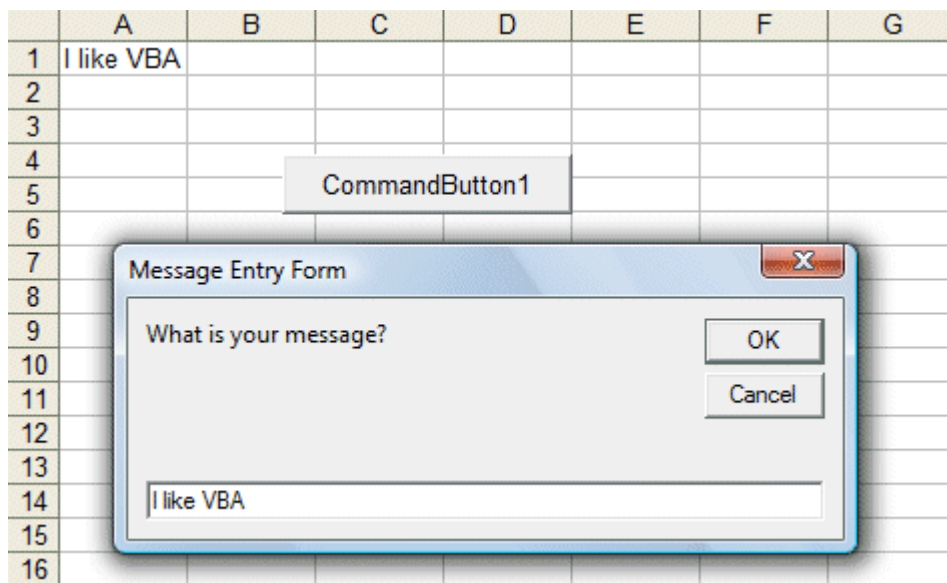 A B C D E F G
1 I like VBA
2
3
4
CommandButton1
5
6
7
Message Entry Form
8
9
What is your message?
OK
10
11
Cancel
12
13
14
I like VBA
15
16